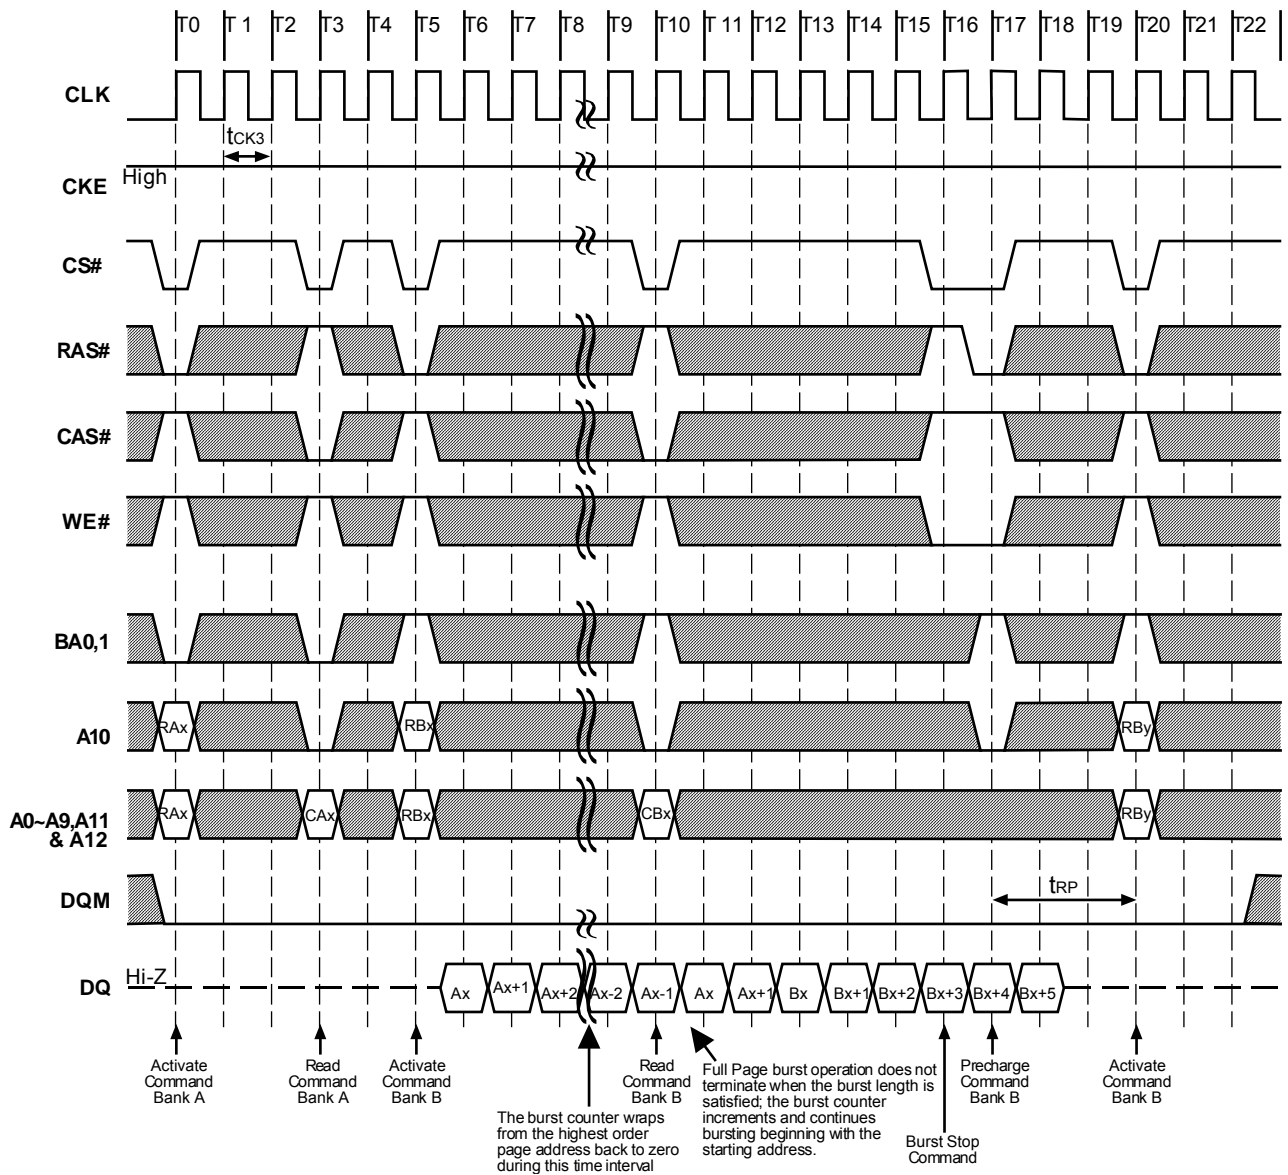 T0 T 1 T2 T3 T4 T5 T6 T7 T8 T9 T10 T 11 T12 T13 T14 T15 T16 T17 T18 T19 T20 T21 T22
CLK
tCK3
High
CKE
CS#
RAS#
CAS#
WE#
BA0,1
A10
RAx RBx RBy
A0~A9,A11
& A12
RAx CAx RBx CBx RBy
DQM
tRP
Hi-Z
DQ
Ax Ax+1 Ax+2 Ax-2 Ax-1 Ax Ax+1 Bx Bx+1 Bx+2 Bx+3 Bx+4 Bx+5
Activate
Command
Bank A
Read
Command
Bank A
Activate
Command
Bank B
The burst counter wraps
from the highest order
page address back to zero
during this time interval
Read
Command
Bank B
Full Page burst operation does not
terminate when the burst length is
satisfied; the burst counter
increments and continues
bursting beginning with the
starting address.
Burst Stop
Command
Precharge
Command
Bank B
Activate
Command
Bank B